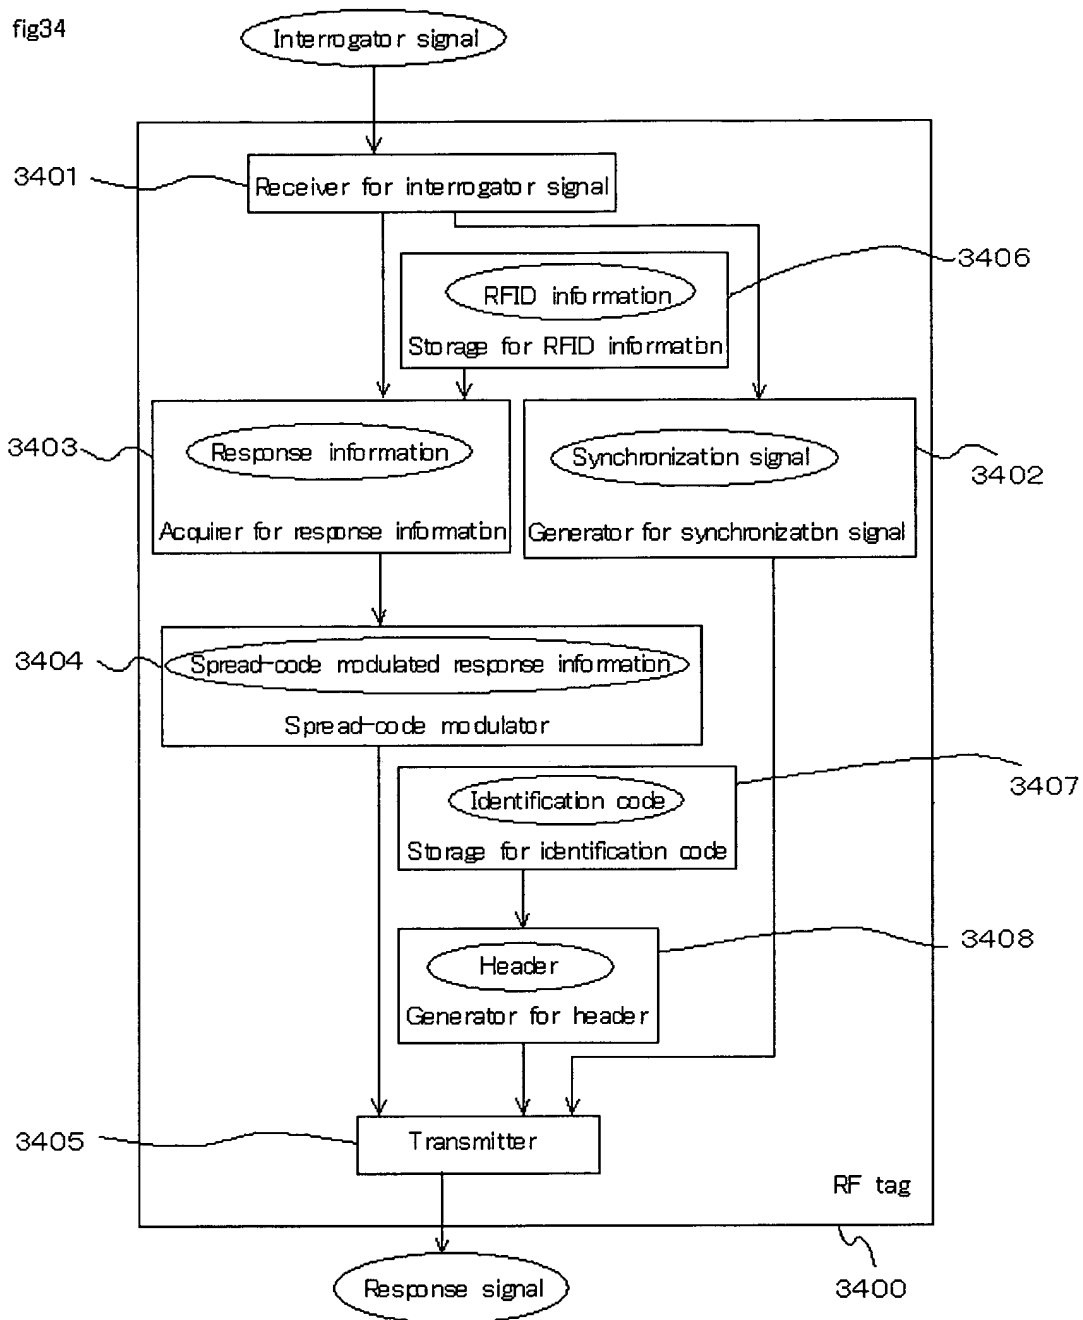 fig34
Interrogator signal
3401
Receiver for interrogator signal
3406
RFID information
Storage for RFID information
3403
Response information
Acquirer for response information
Synchronization signal
Generator for synchronization signal
3402
3404
Spread-code modulated response information
Spread-code modulator
3407
Identification code
Storage for identification code
3408
Header
Generator for header
3405
Transmitter
RF tag
3400
Response signal